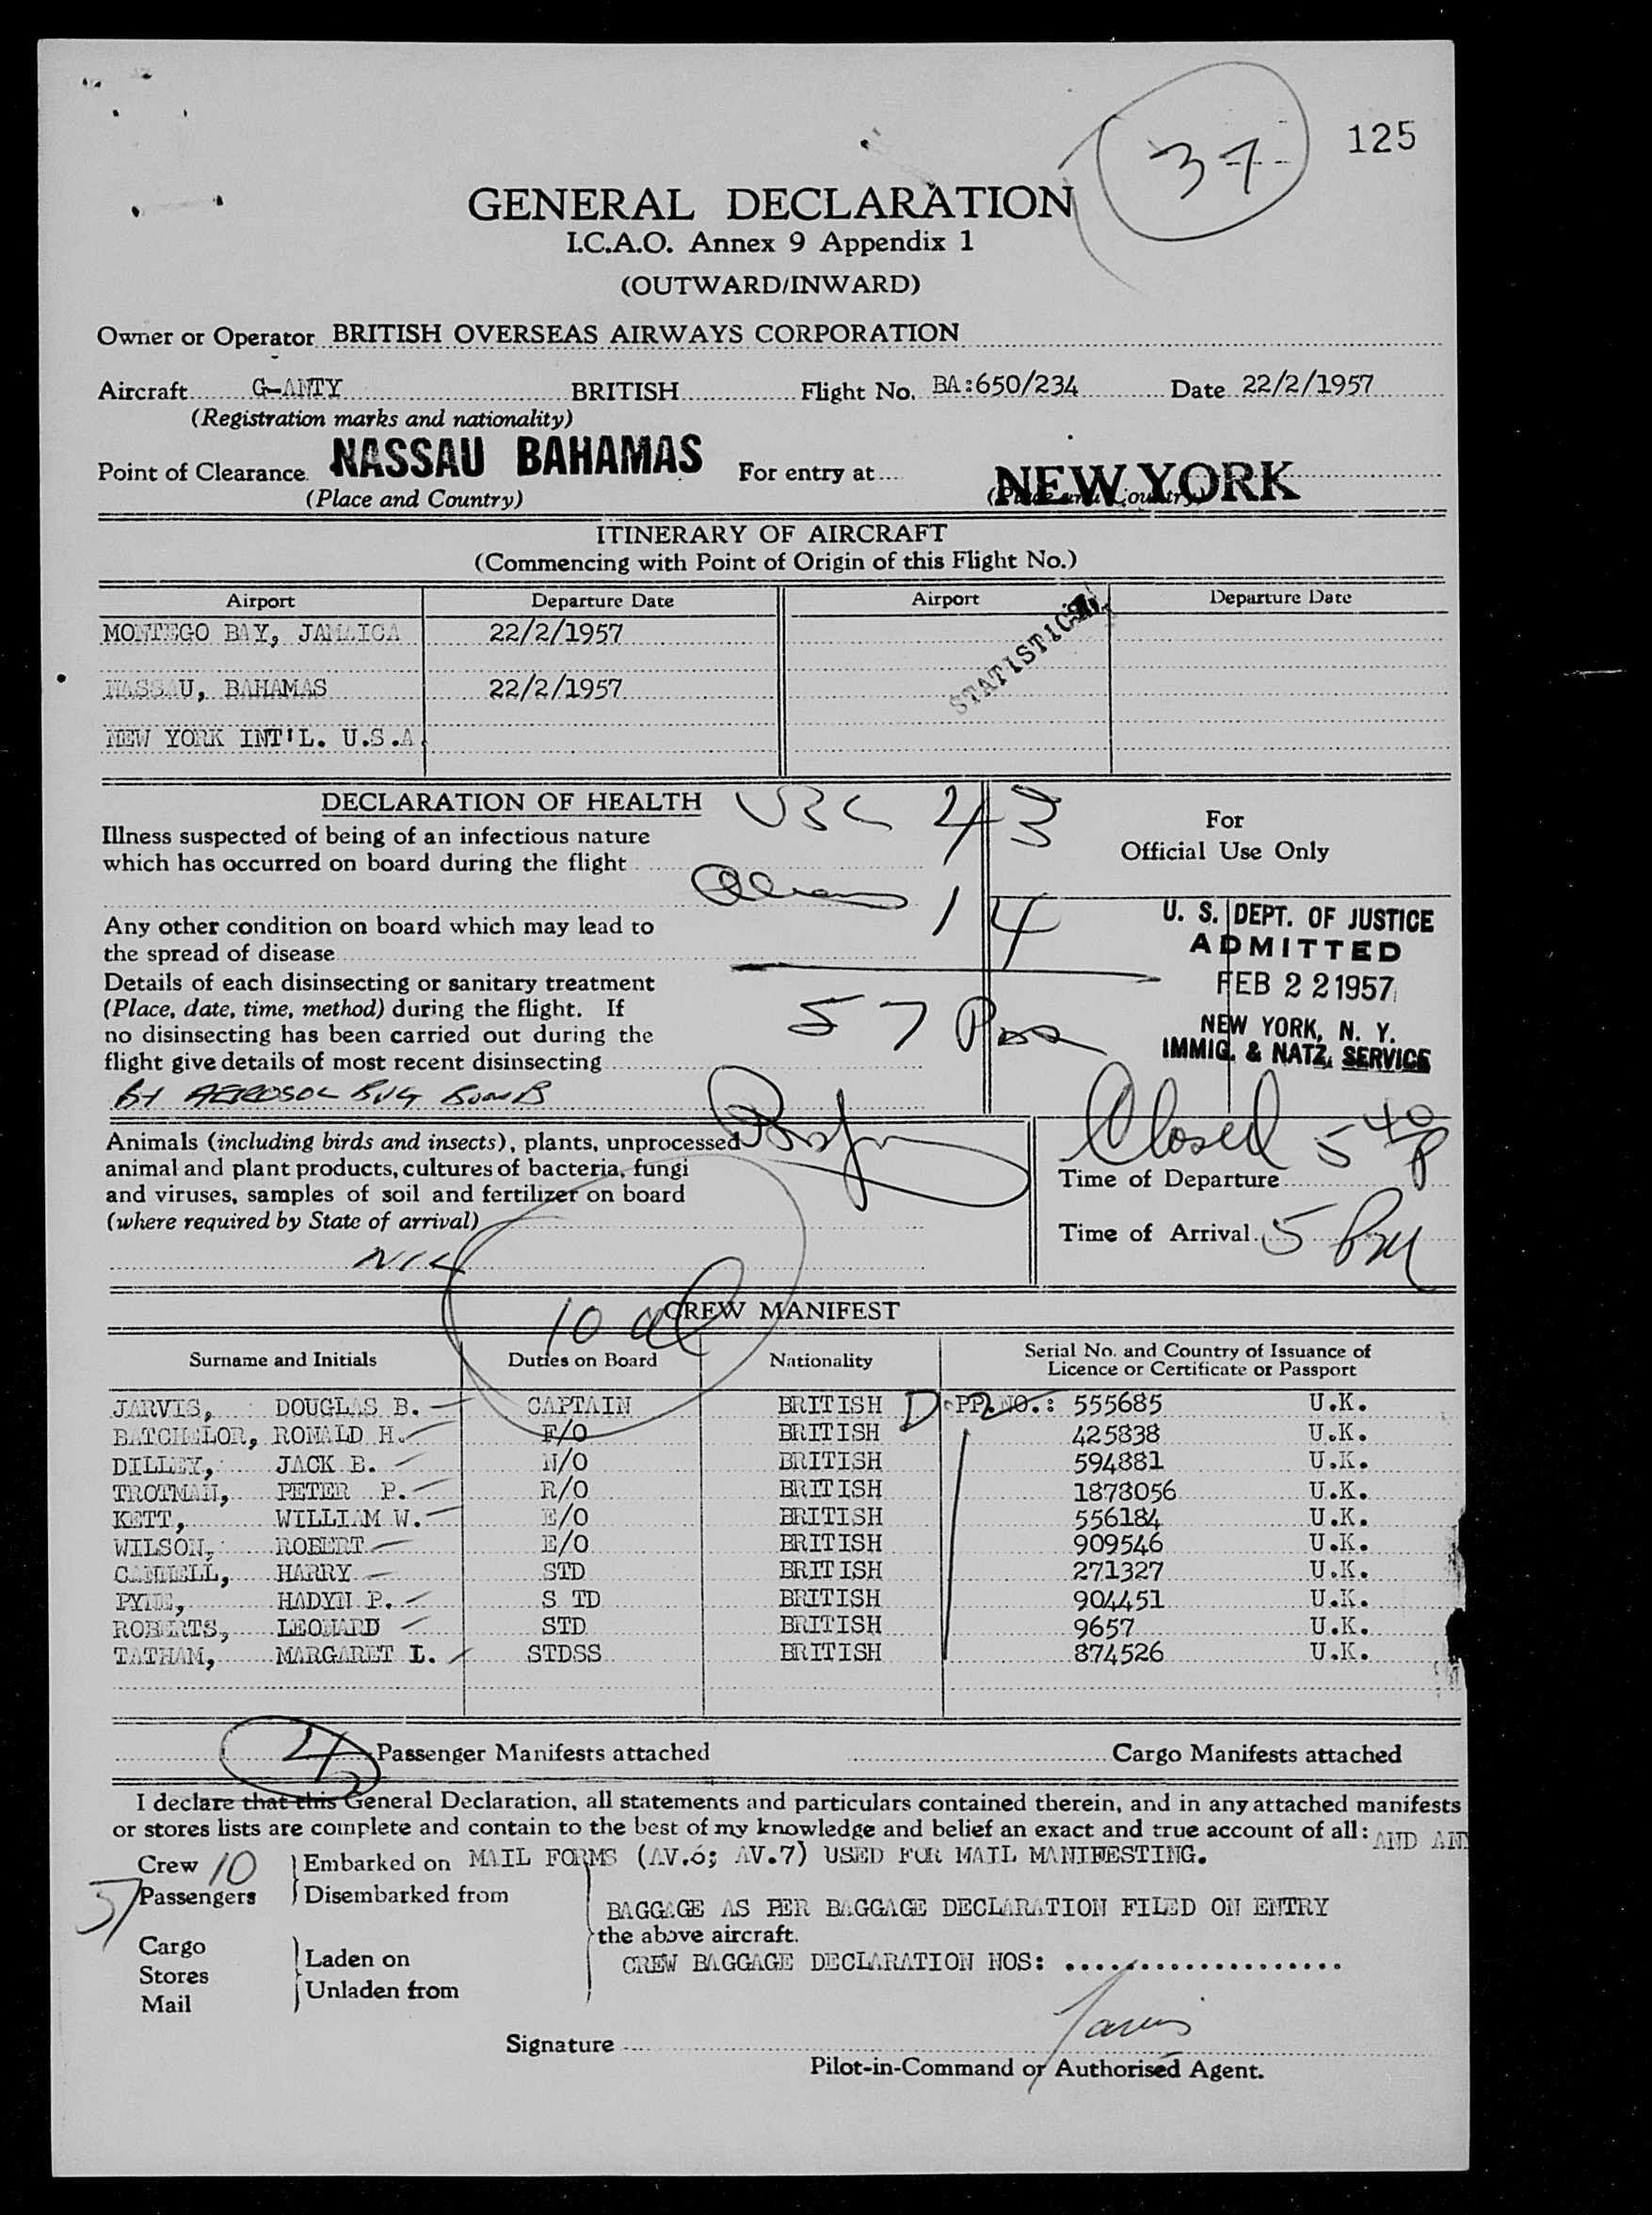 37
125
GENERAL DECLARATION
I.C.A.O. Annex 9 Appendix 1
(OUTWARD/INWARD)
Owner or Operator BRITISH OVERSEAS AIRWAYS CORPORATION
Aircraft G-ANTY BRITISH Flight No. BA:650/234 Date 22/2/1957
(Registration marks and nationality)
Point of Clearance NASSAU BAHAMAS For entry at NEW YORK
(Place and Country) (Place and Country)
ITINERARY OF AIRCRAFT
(Commencing with Point of Origin of this Flight No.)
Airport Departure Date Airport Departure Date
MONTEGO BAY, JAMAICA 22/2/1957
STATISTICAL
NASSAU, BAHAMAS 22/2/1957
NEW YORK INT'L. U.S.A.
DECLARATION OF HEALTH
USC 43
For
Official Use Only
Illness suspected of being of an infectious nature
which has occurred on board during the flight
Aliens 14
Any other condition on board which may lead to
the spread of disease
U. S. DEPT. OF JUSTICE
ADMITTED
FEB 22 1957
NEW YORK, N. Y.
IMMIG. & NATZ. SERVICE
Details of each disinsecting or sanitary treatment
(Place, date, time, method) during the flight. If
no disinsecting has been carried out during the
flight give details of most recent disinsecting
57 Pass
BY AEROSOL BUG BOMB
Animals (including birds and insects), plants, unprocessed
animal and plant products, cultures of bacteria, fungi
and viruses, samples of soil and fertilizer on board
(where required by State of arrival)
NIL
Closed 5 40 P
Time of Departure
Time of Arrival 5 PM
10
CREW MANIFEST
Surname and Initials Duties on Board Nationality Serial No. and Country of Issuance of
Licence or Certificate or Passport
JARVIS, DOUGLAS B. CAPTAIN BRITISH D-2 PP. NO.: 555685 U.K.
BATCHELOR, RONALD H. F/O BRITISH 425838 U.K.
DILLEY, JACK B. N/O BRITISH 594881 U.K.
TROTMAN, PETER P. R/O BRITISH 1878056 U.K.
KETT, WILLIAM W. E/O BRITISH 556184 U.K.
WILSON, ROBERT E/O BRITISH 909546 U.K.
HARRY STD BRITISH 271327 U.K.
PYNE, HADYN P. S TD BRITISH 904451 U.K.
ROBERTS, LEONARD STD BRITISH 9657 U.K.
TATHAM, MARGARET L. STDSS BRITISH 874526 U.K.
4 Passenger Manifests attached Cargo Manifests attached
I declare that this General Declaration, all statements and particulars contained therein, and in any attached manifests
or stores lists are complete and contain to the best of my knowledge and belief an exact and true account of all: AND AN
Crew 10 Embarked on MAIL FORMS (AV.6; AV.7) USED FOR MAIL MANIFESTING.
57 Passengers Disembarked from
BAGGAGE AS PER BAGGAGE DECLARATION FILED ON ENTRY
the above aircraft.
Cargo
Stores
Mail
Laden on
Unladen from
CREW BAGGAGE DECLARATION NOS: ....................
Signature Jarvis
Pilot-in-Command or Authorised Agent.